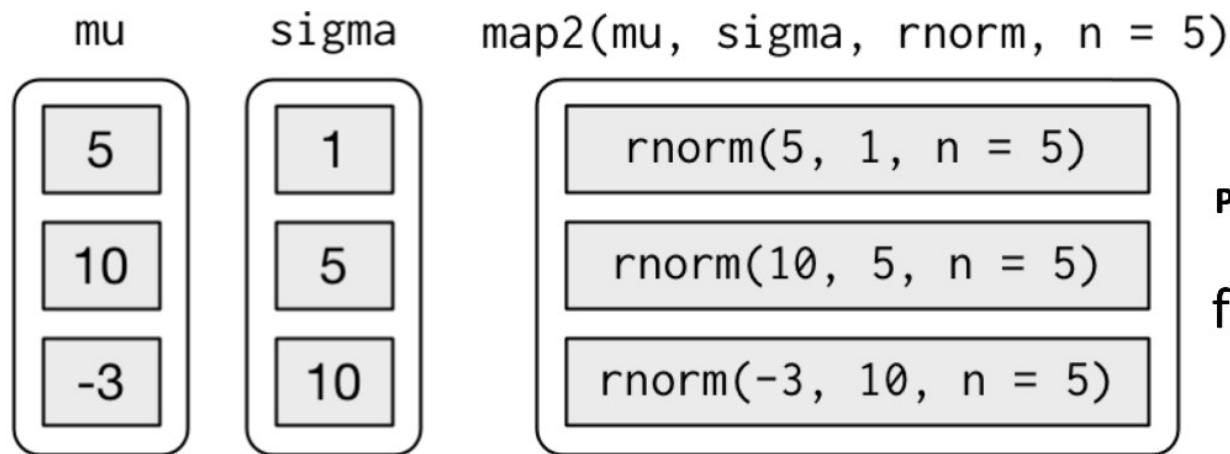 mu sigma map2(mu, sigma, rnorm, n = 5)
5 1 rnorm(5, 1, n = 5)
10 5 rnorm(10, 5, n = 5)
-3 10 rnorm(-3, 10, n = 5)